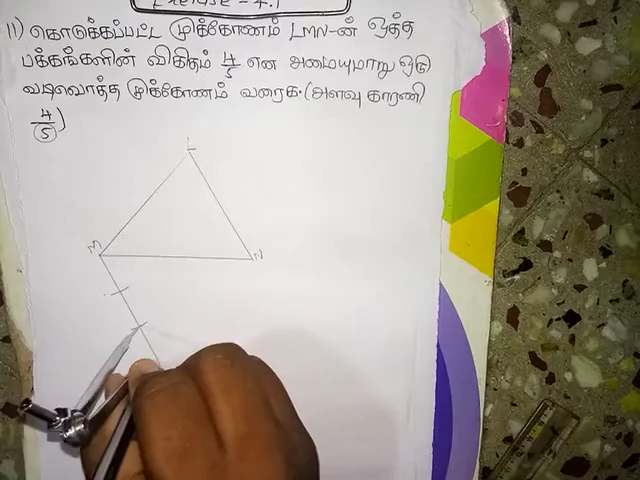 Exercise - 4.1
11) கொடுக்கப்பட்ட முக்கோணம் LMN-ன் ஒத்த
பக்கங்களின் விகிதம் 4/5 என அமையுமாறு ஒரு
வடிவொத்த முக்கோணம் வரைக. (அளவு காரணி
4/5)
L
M
N